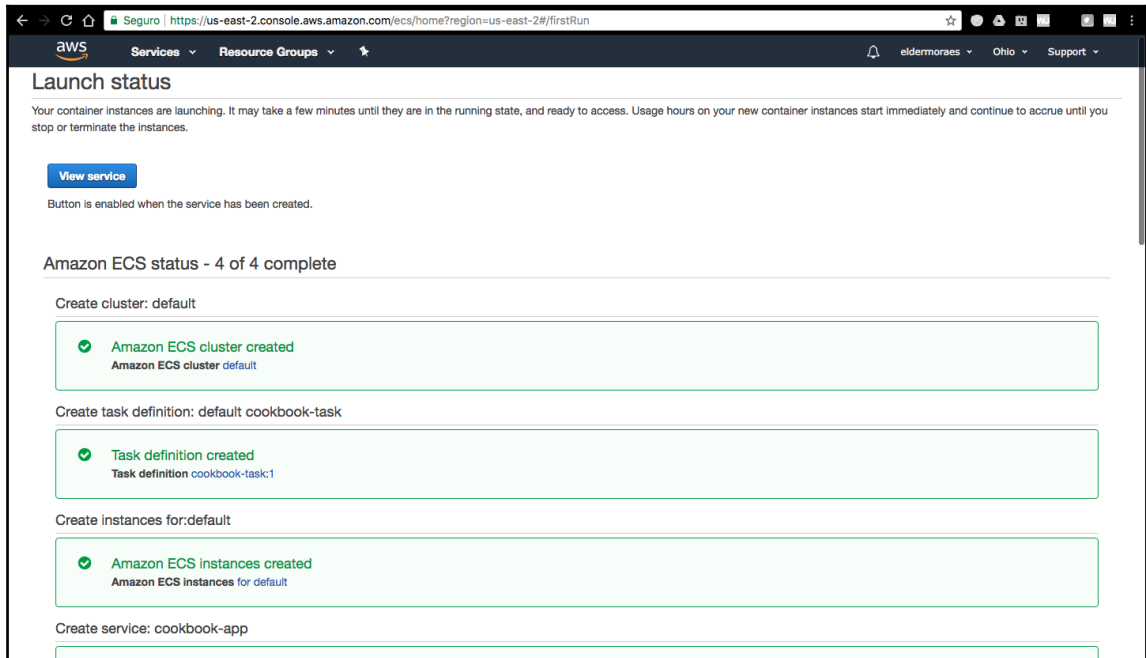 Seguro | https://us-east-2.console.aws.amazon.com/ecs/home?region=us-east-2#/firstRun
aws Services Resource Groups eldermoraes Ohio Support
Launch status
Your container instances are launching. It may take a few minutes until they are in the running state, and ready to access. Usage hours on your new container instances start immediately and continue to accrue until you
stop or terminate the instances.
View service
Button is enabled when the service has been created.
Amazon ECS status - 4 of 4 complete
Create cluster: default
Amazon ECS cluster created
Amazon ECS cluster default
Create task definition: default cookbook-task
Task definition created
Task definition cookbook-task:1
Create instances for:default
Amazon ECS instances created
Amazon ECS instances for default
Create service: cookbook-app